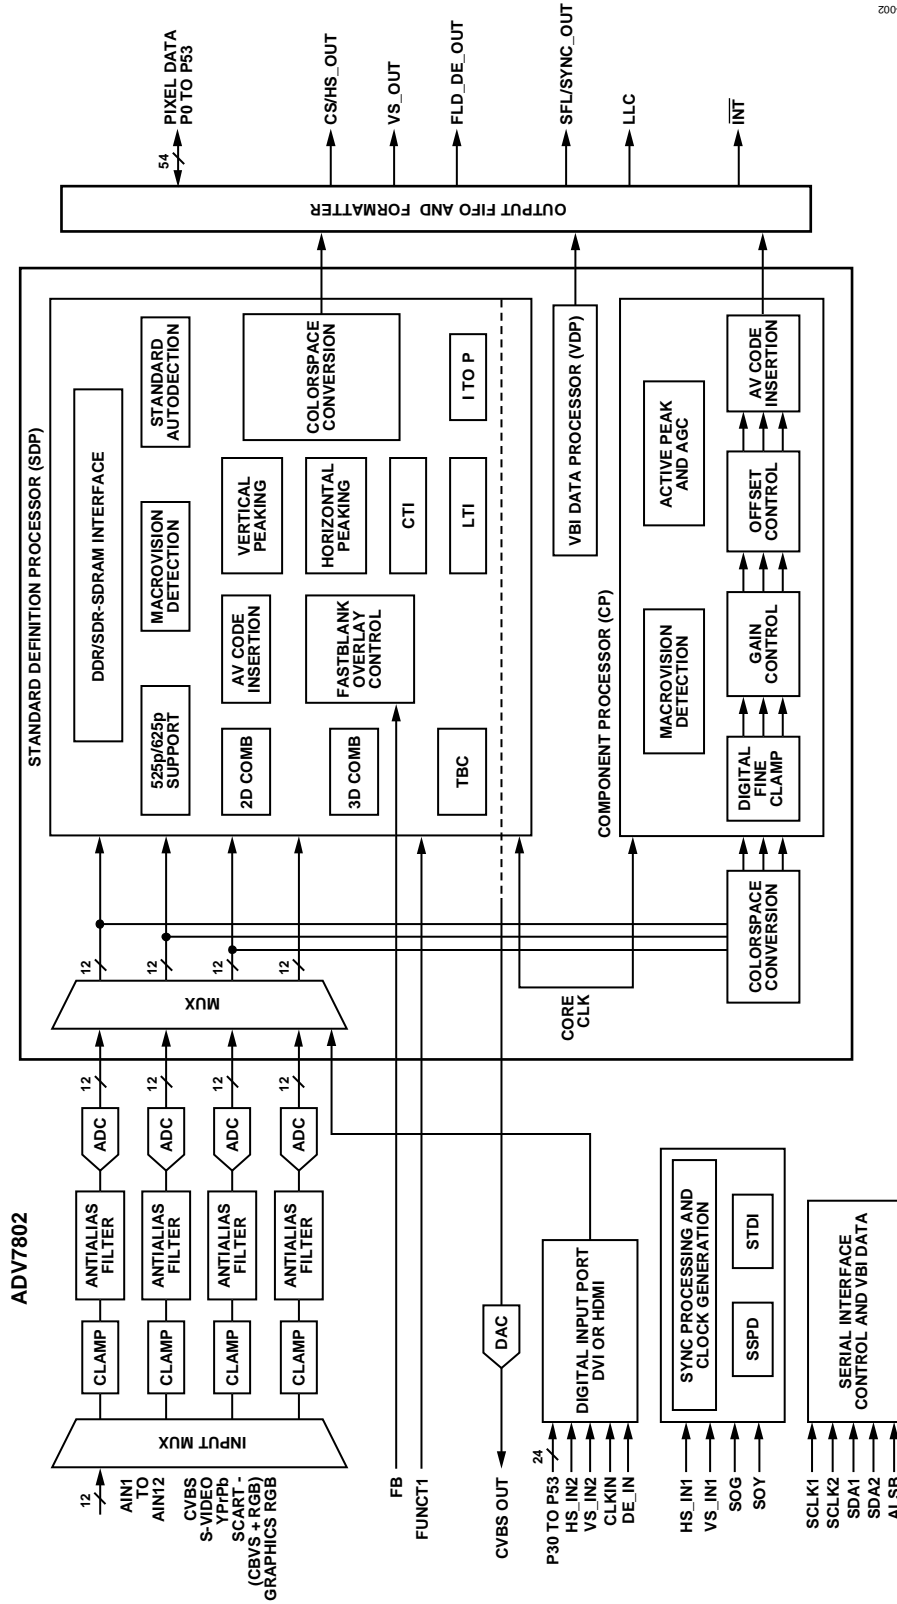 ADV7802
12
AIN1
TO
AIN12
CVBS
S-VIDEO
YPrPb
SCART -
(CBVS + RGB)
GRAPHICS RGB
INPUT MUX
CLAMP
CLAMP
CLAMP
CLAMP
ANTIALIAS
FILTER
ANTIALIAS
FILTER
ANTIALIAS
FILTER
ANTIALIAS
FILTER
ADC
ADC
ADC
ADC
12
12
12
12
MUX
12
12
12
12
FB
FUNCT1
CVBS OUT
DAC
24
P30 TO P53
HS_IN2
VS_IN2
CLKIN
DE_IN
DIGITAL INPUT PORT
DVI OR HDMI
HS_IN1
VS_IN1
SOG
SOY
SYNC PROCESSING AND
CLOCK GENERATION
SSPD
STDI
SCLK1
SCLK2
SDA1
SDA2
ALSB
SERIAL INTERFACE
CONTROL AND VBI DATA
STANDARD DEFINITION PROCESSOR (SDP)
DDR/SDR-SDRAM INTERFACE
525p/625p
SUPPORT
MACROVISION
DETECTION
STANDARD
AUTODECTION
2D COMB
AV CODE
INSERTION
VERTICAL
PEAKING
COLORSPACE
CONVERSION
3D COMB
FASTBLANK
OVERLAY
CONTROL
HORIZONTAL
PEAKING
CTI
TBC
LTI
I TO P
VBI DATA PROCESSOR (VDP)
CORE
CLK
COLORSPACE
CONVERSION
COMPONENT PROCESSOR (CP)
MACROVISION
DETECTION
ACTIVE PEAK
AND AGC
DIGITAL
FINE
CLAMP
GAIN
CONTROL
OFFSET
CONTROL
AV CODE
INSERTION
OUTPUT FIFO AND FORMATTER
54
PIXEL DATA
P0 TO P53
CS/HS_OUT
VS_OUT
FLD_DE_OUT
SFL/SYNC_OUT
LLC
INT